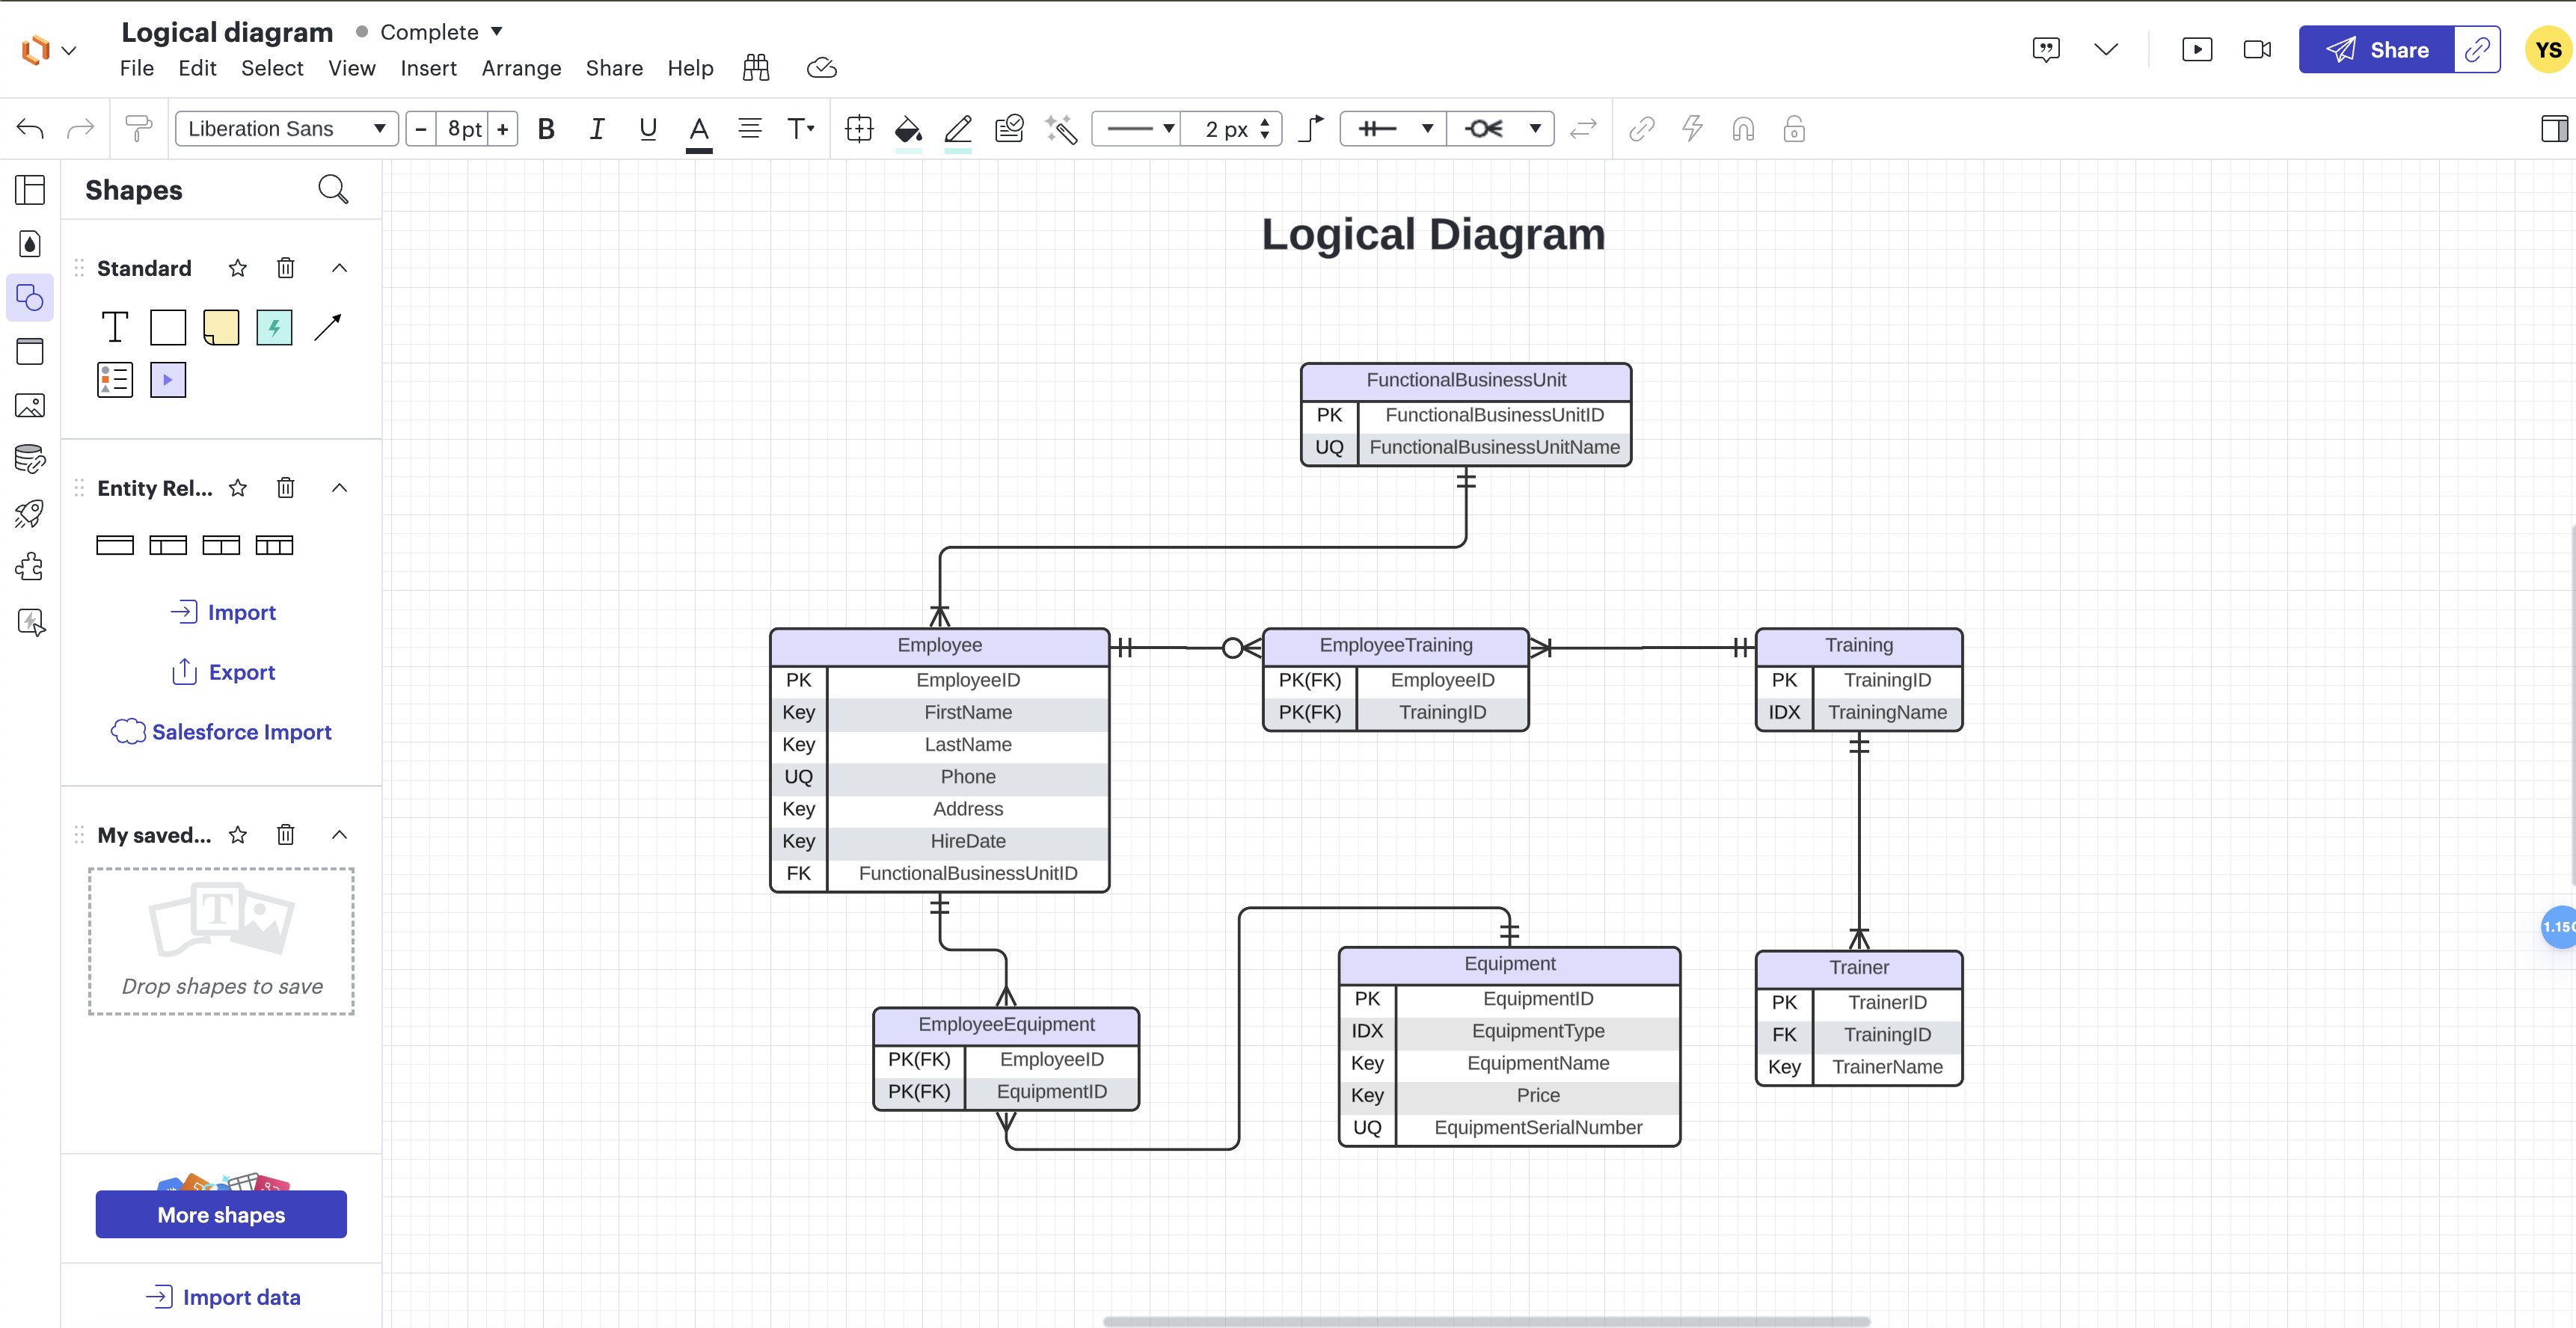 Logical diagram
Complete
File Edit Select View Insert Arrange Share Help
Share
YS
Liberation Sans
8pt
B I U A T
2 px
Shapes
Standard
T
Entity Rel...
Import
Export
Salesforce Import
My saved...
T
Drop shapes to save
More shapes
Import data
Logical Diagram
FunctionalBusinessUnit
PK FunctionalBusinessUnitID
UQ FunctionalBusinessUnitName
Employee
PK EmployeeID
Key FirstName
Key LastName
UQ Phone
Key Address
Key HireDate
FK FunctionalBusinessUnitID
EmployeeTraining
PK(FK) EmployeeID
PK(FK) TrainingID
Training
PK TrainingID
IDX TrainingName
EmployeeEquipment
PK(FK) EmployeeID
PK(FK) EquipmentID
Equipment
PK EquipmentID
IDX EquipmentType
Key EquipmentName
Key Price
UQ EquipmentSerialNumber
Trainer
PK TrainerID
FK TrainingID
Key TrainerName